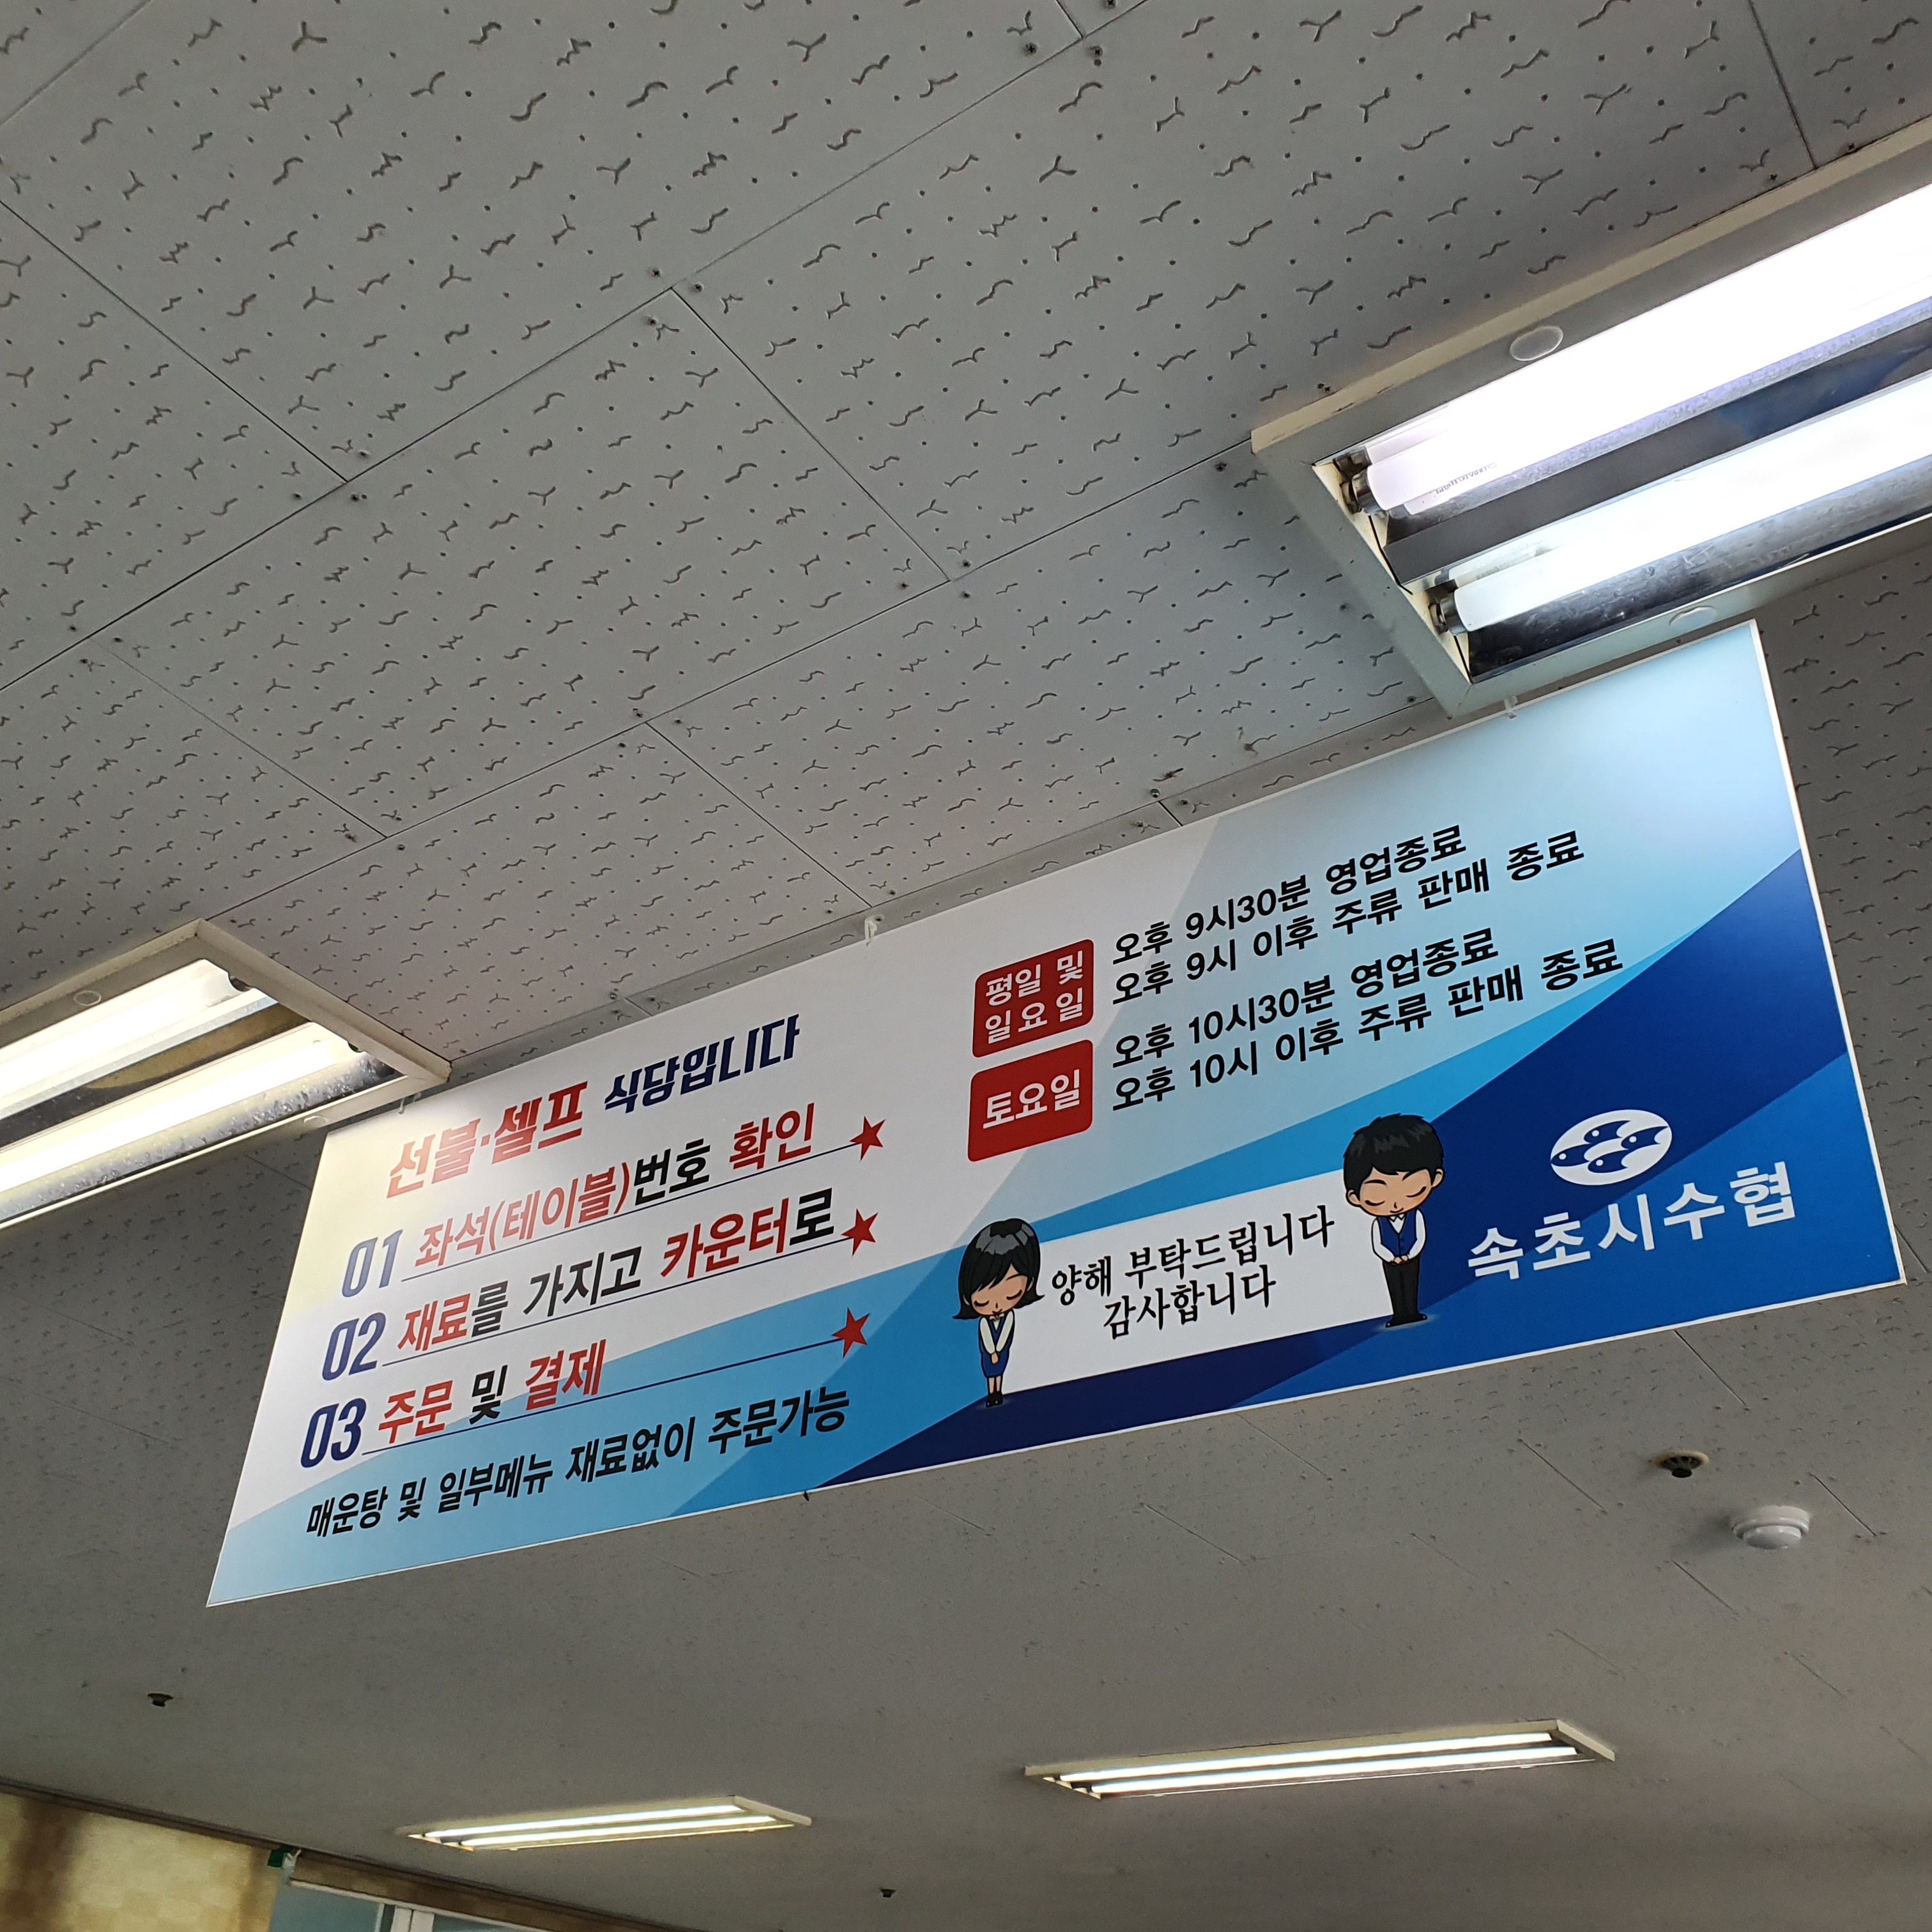 선불·셀프 식당입니다
01 좌석(테이블)번호 확인
02 재료를 가지고 카운터로
03 주문 및 결제
매운탕 및 일부메뉴 재료없이 주문가능
평일 및
일요일
오후 9시30분 영업종료
오후 9시 이후 주류 판매 종료
토요일
오후 10시30분 영업종료
오후 10시 이후 주류 판매 종료
양해 부탁드립니다
감사합니다
속초시수협